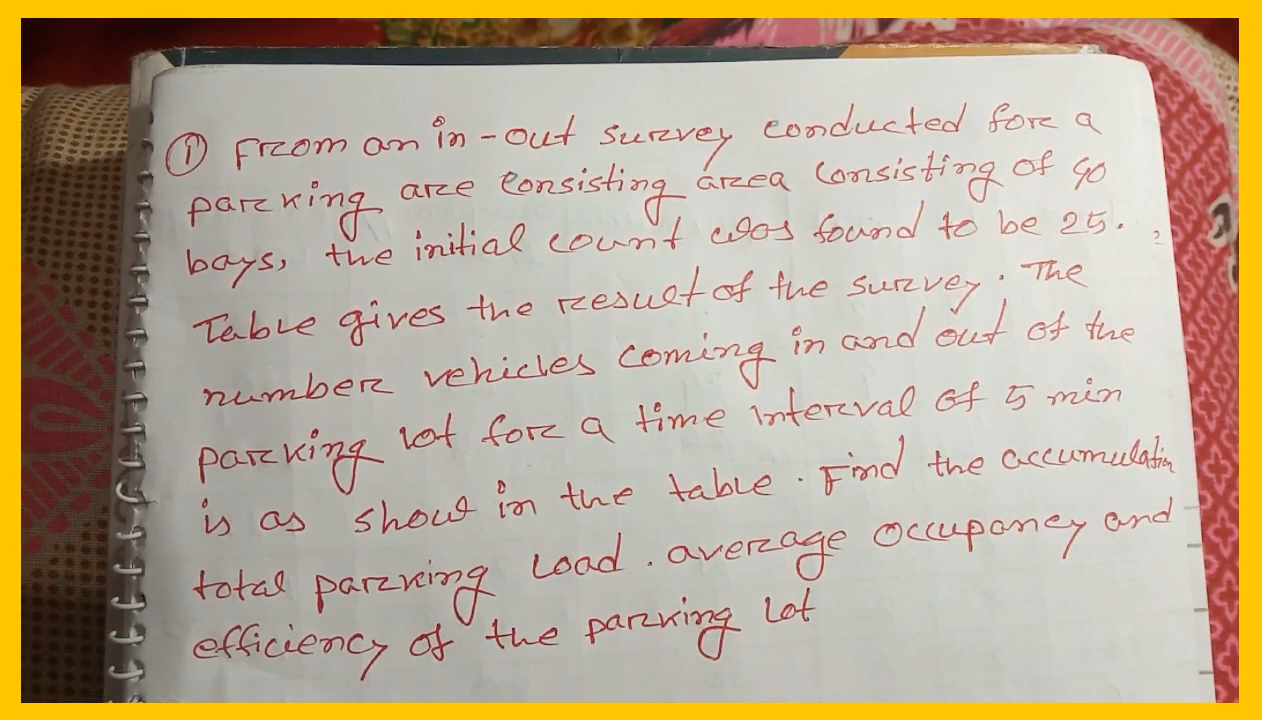 ① From an in-out survey conducted for a
parking are consisting area consisting of 40
bays, the initial count was found to be 25.
Table gives the result of the survey. The
number vehicles coming in and out of the
parking lot for a time interval of 5 min
is as show in the table. Find the accumulation
total parking load. average occupancy and
efficiency of the parking lot